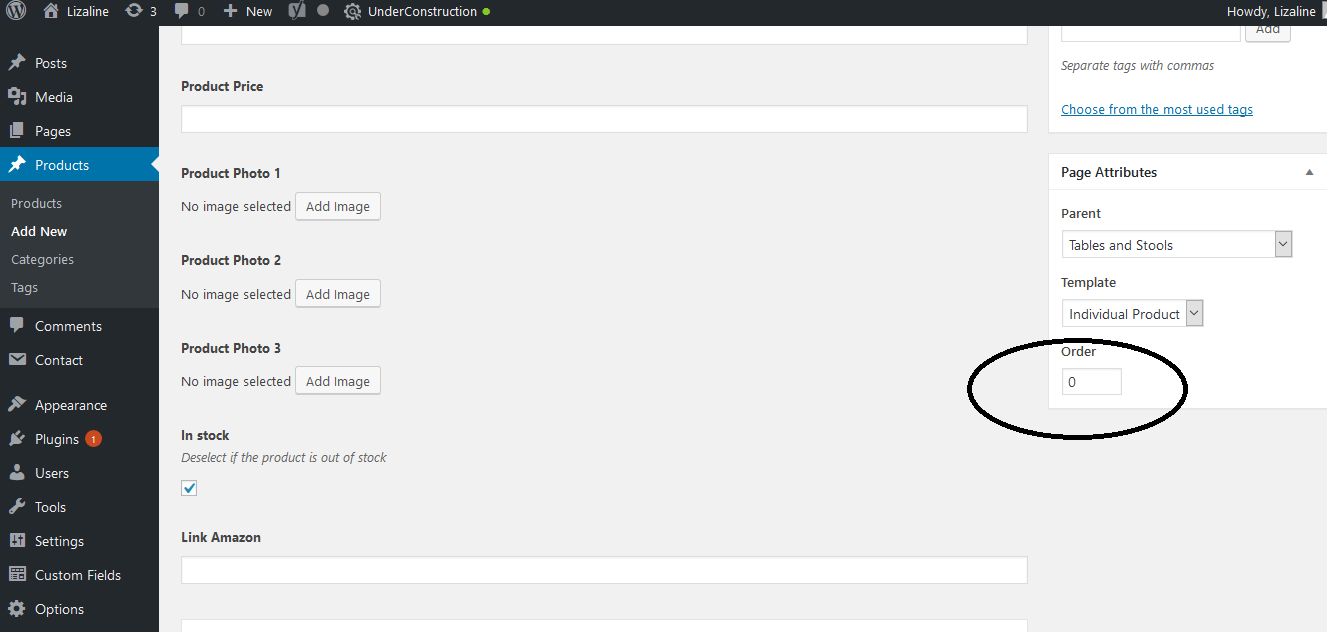 Lizaline 3 0 New UnderConstruction Howdy, Lizaline
Posts
Media
Pages
Products
Products
Add New
Categories
Tags
Comments
Contact
Appearance
Plugins 1
Users
Tools
Settings
Custom Fields
Options
Product Price
Product Photo 1
No image selected Add Image
Product Photo 2
No image selected Add Image
Product Photo 3
No image selected Add Image
In stock
Deselect if the product is out of stock
Link Amazon
Add
Separate tags with commas
Choose from the most used tags
Page Attributes
Parent
Tables and Stools
Template
Individual Product
Order
0